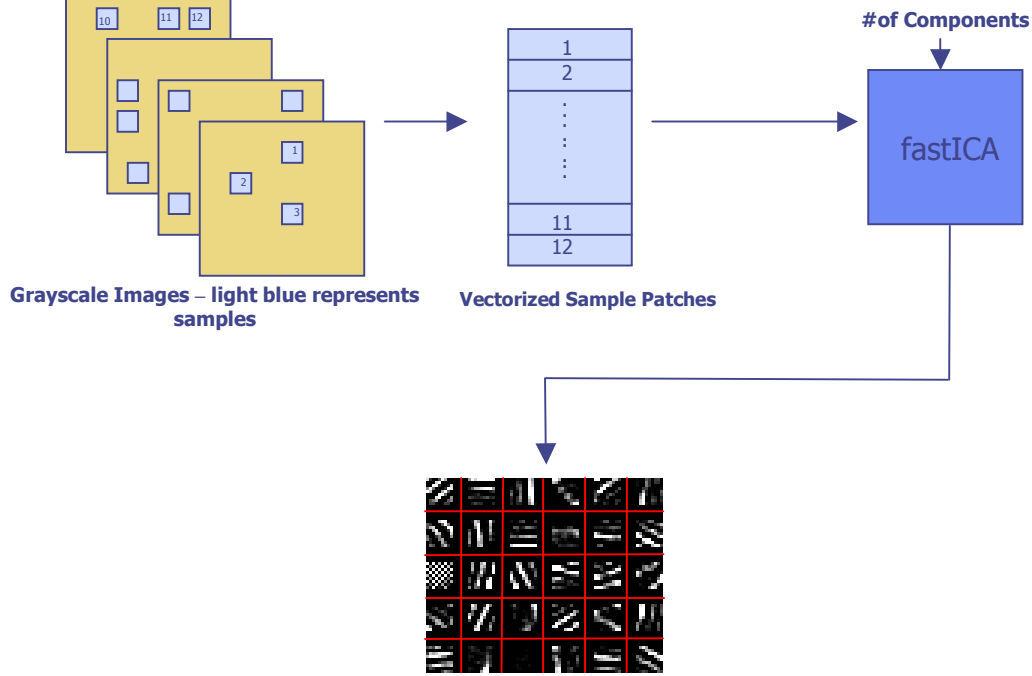 #of Components
10 11 12
1
2
3
1
2
:
:
:
:
:
11
12
fastICA
Grayscale Images – light blue represents
samples
Vectorized Sample Patches